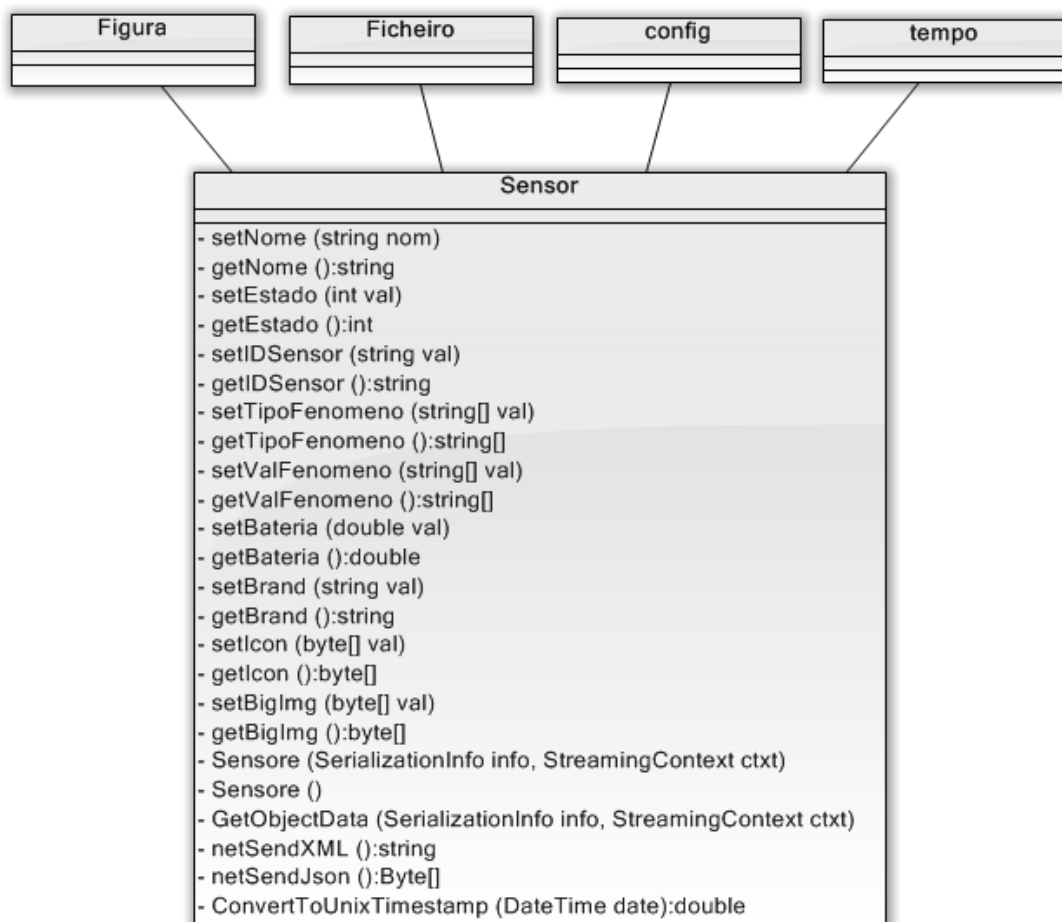 Figura
Ficheiro
config
tempo
Sensor
- setNome (string nom)
- getNome ():string
- setEstado (int val)
- getEstado ():int
- setIDSensor (string val)
- getIDSensor ():string
- setTipoFenomeno (string[] val)
- getTipoFenomeno ():string[]
- setValFenomeno (string[] val)
- getValFenomeno ():string[]
- setBateria (double val)
- getBateria ():double
- setBrand (string val)
- getBrand ():string
- setIcon (byte[] val)
- getIcon ():byte[]
- setBigImg (byte[] val)
- getBigImg ():byte[]
- Sensore (SerializationInfo info, StreamingContext ctxt)
- Sensore ()
- GetObjectData (SerializationInfo info, StreamingContext ctxt)
- netSendXML ():string
- netSendJson ():Byte[]
- ConvertToUnixTimestamp (DateTime date):double